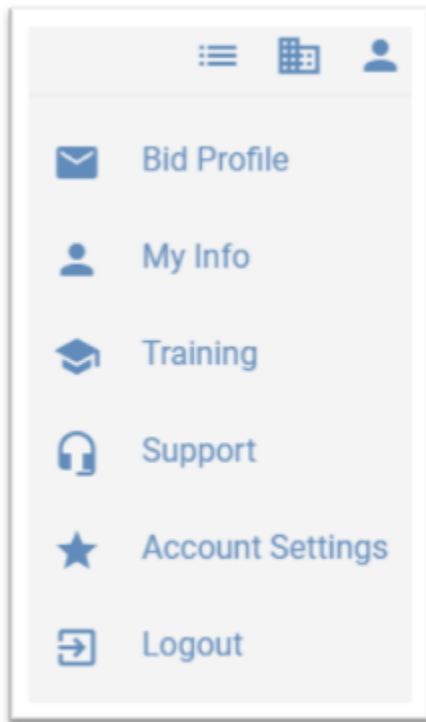 Bid Profile
My Info
Training
Support
Account Settings
Logout